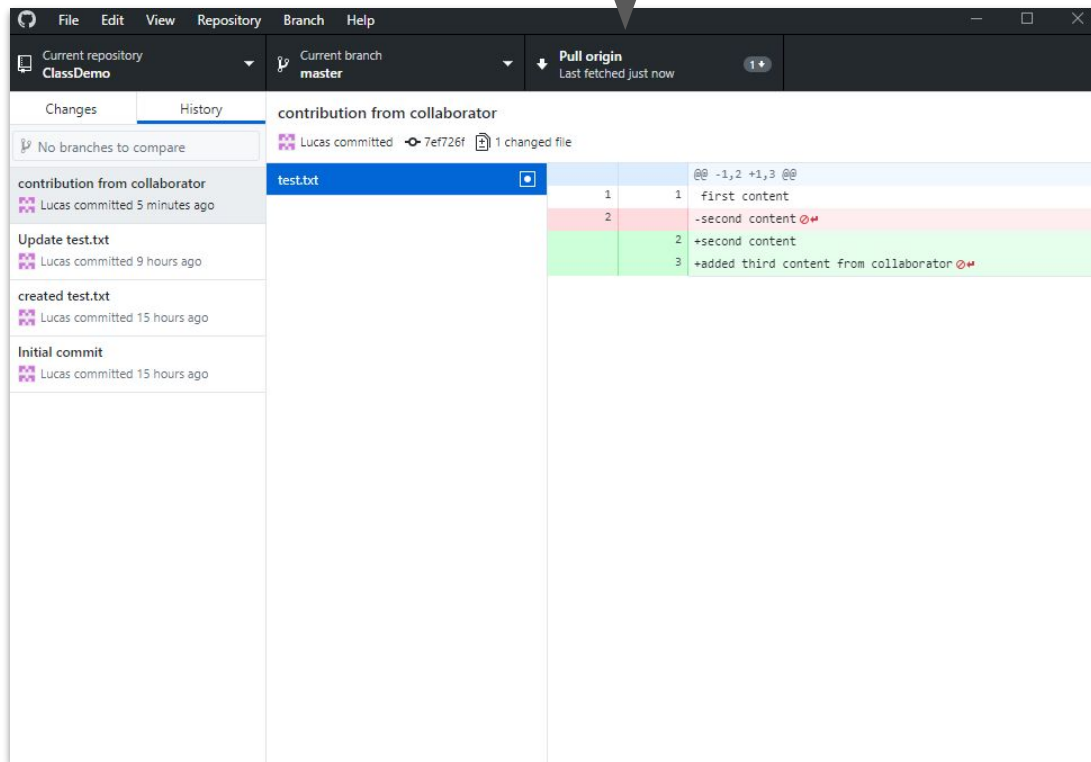 File Edit View Repository Branch Help
Current repository
ClassDemo
Current branch
master
Pull origin
Last fetched just now
1
Changes History
No branches to compare
contribution from collaborator
Lucas committed 5 minutes ago
Update test.txt
Lucas committed 9 hours ago
created test.txt
Lucas committed 15 hours ago
Initial commit
Lucas committed 15 hours ago
contribution from collaborator
Lucas committed 7ef726f 1 changed file
test.txt
@@ -1,2 +1,3 @@
1 1 first content
2 -second content
2 +second content
3 +added third content from collaborator